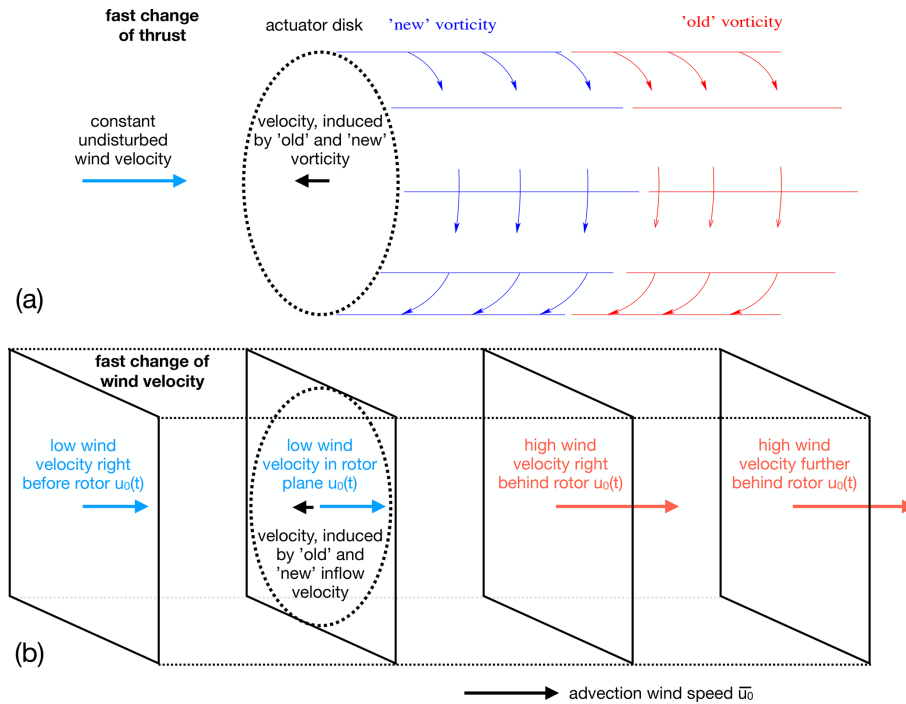 fast change
of thrust
actuator disk
'new' vorticity
'old' vorticity
constant
undisturbed
wind velocity
velocity, induced
by 'old' and 'new'
vorticity
(a)
fast change of
wind velocity
low wind
velocity right
before rotor u₀(t)
low wind
velocity in rotor
plane u₀(t)
high wind
velocity right
behind rotor u₀(t)
high wind
velocity further
behind rotor u₀(t)
velocity, induced
by 'old' and
'new' inflow
velocity
(b)
advection wind speed u̅₀